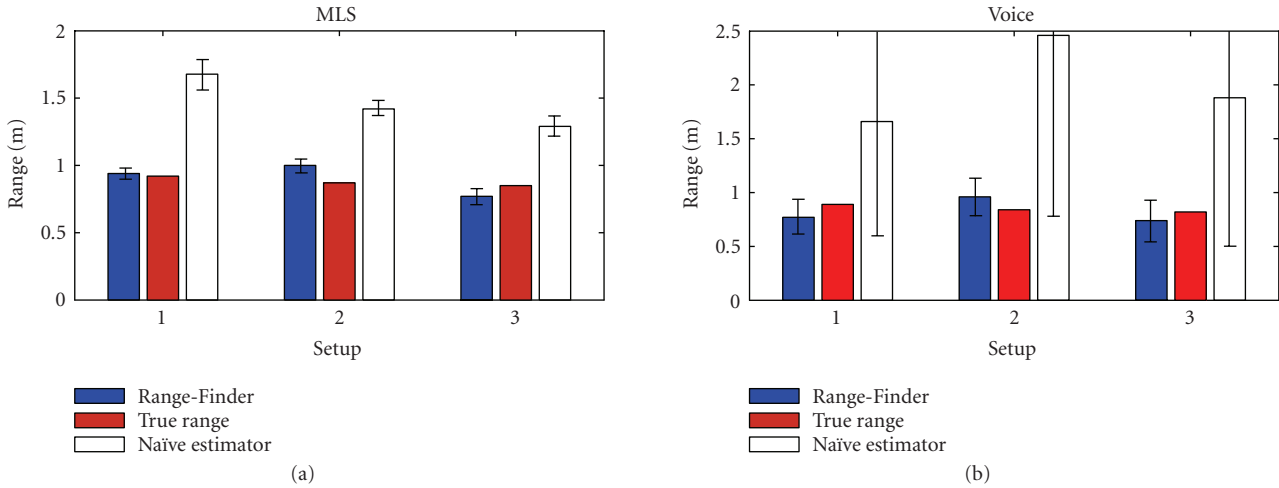 MLS
2
1.5
1
0.5
0
Range (m)
1 2 3
Setup
Range-Finder
True range
Naïve estimator
(a)
Voice
2.5
2
1.5
1
0.5
0
Range (m)
1 2 3
Setup
Range-Finder
True range
Naïve estimator
(b)